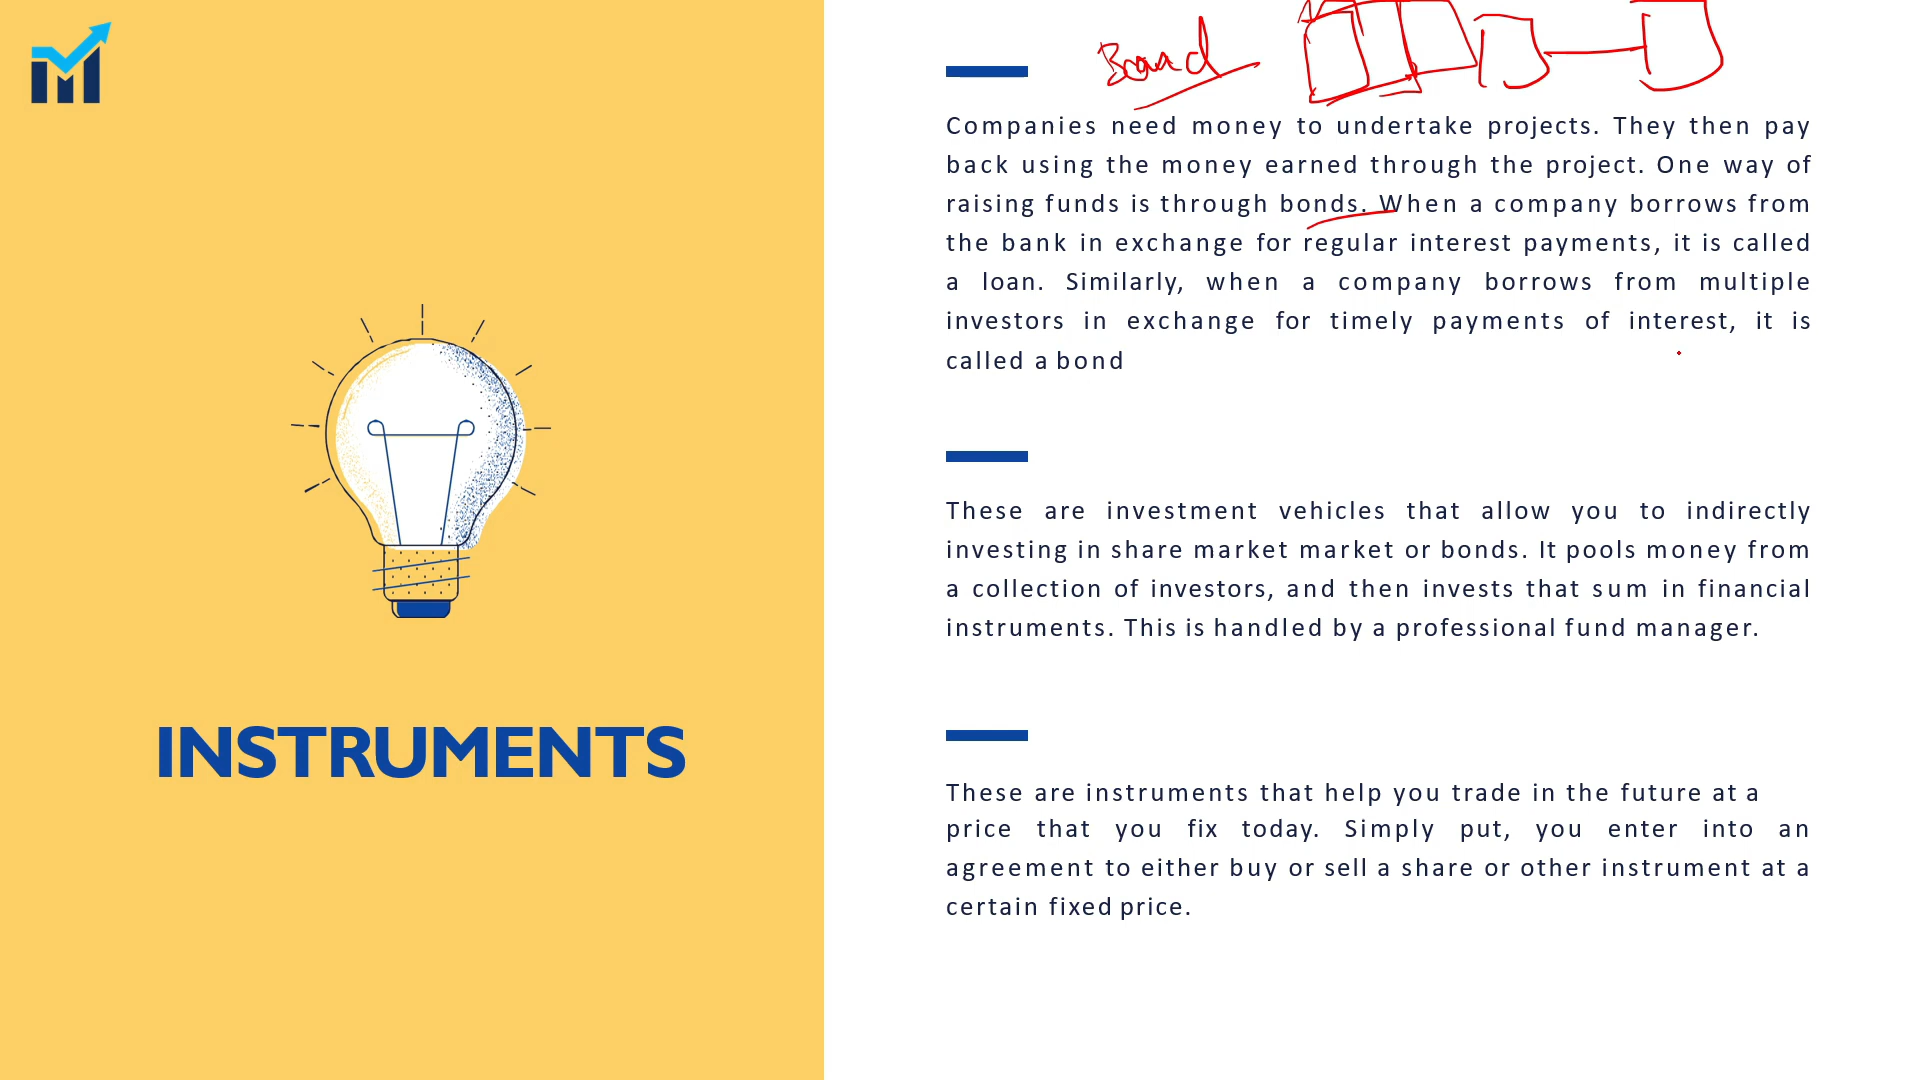 Bond
Companies need money to undertake projects. They then pay
back using the money earned through the project. One way of
raising funds is through bonds. When a company borrows from
the bank in exchange for regular interest payments, it is called
a loan. Similarly, when a company borrows from multiple
investors in exchange for timely payments of interest, it is
called a bond
These are investment vehicles that allow you to indirectly
investing in share market market or bonds. It pools money from
a collection of investors, and then invests that sum in financial
instruments. This is handled by a professional fund manager.
INSTRUMENTS
These are instruments that help you trade in the future at a
price that you fix today. Simply put, you enter into an
agreement to either buy or sell a share or other instrument at a
certain fixed price.